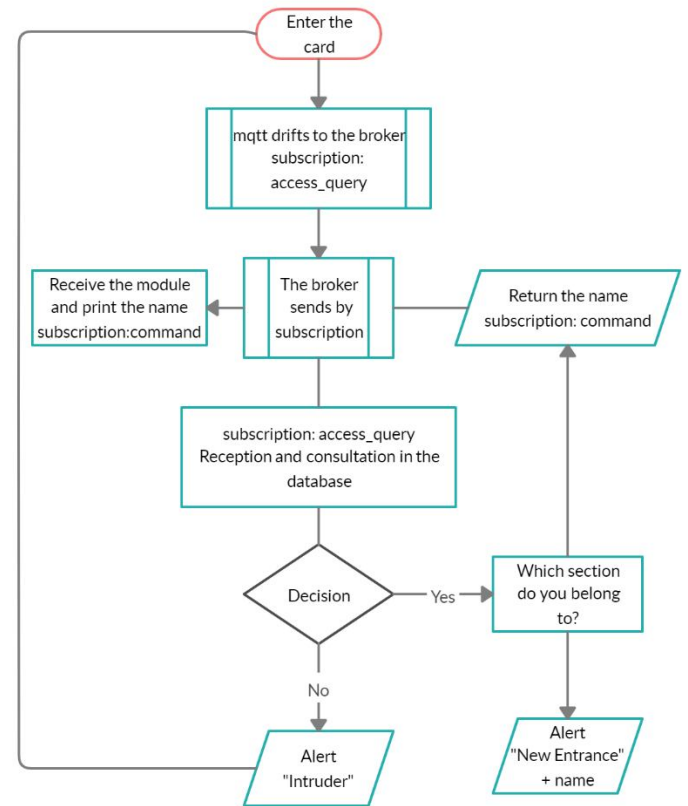 Enter the
card
mqtt drifts to the broker
subscription:
access_query
Receive the module
and print the name
subscription:command
The broker
sends by
subscription
Return the name
subscription: command
subscription: access_query
Reception and consultation in the
database
Decision
Yes
Which section
do you belong
to?
No
Alert
"Intruder"
Alert
"New Entrance"
+ name